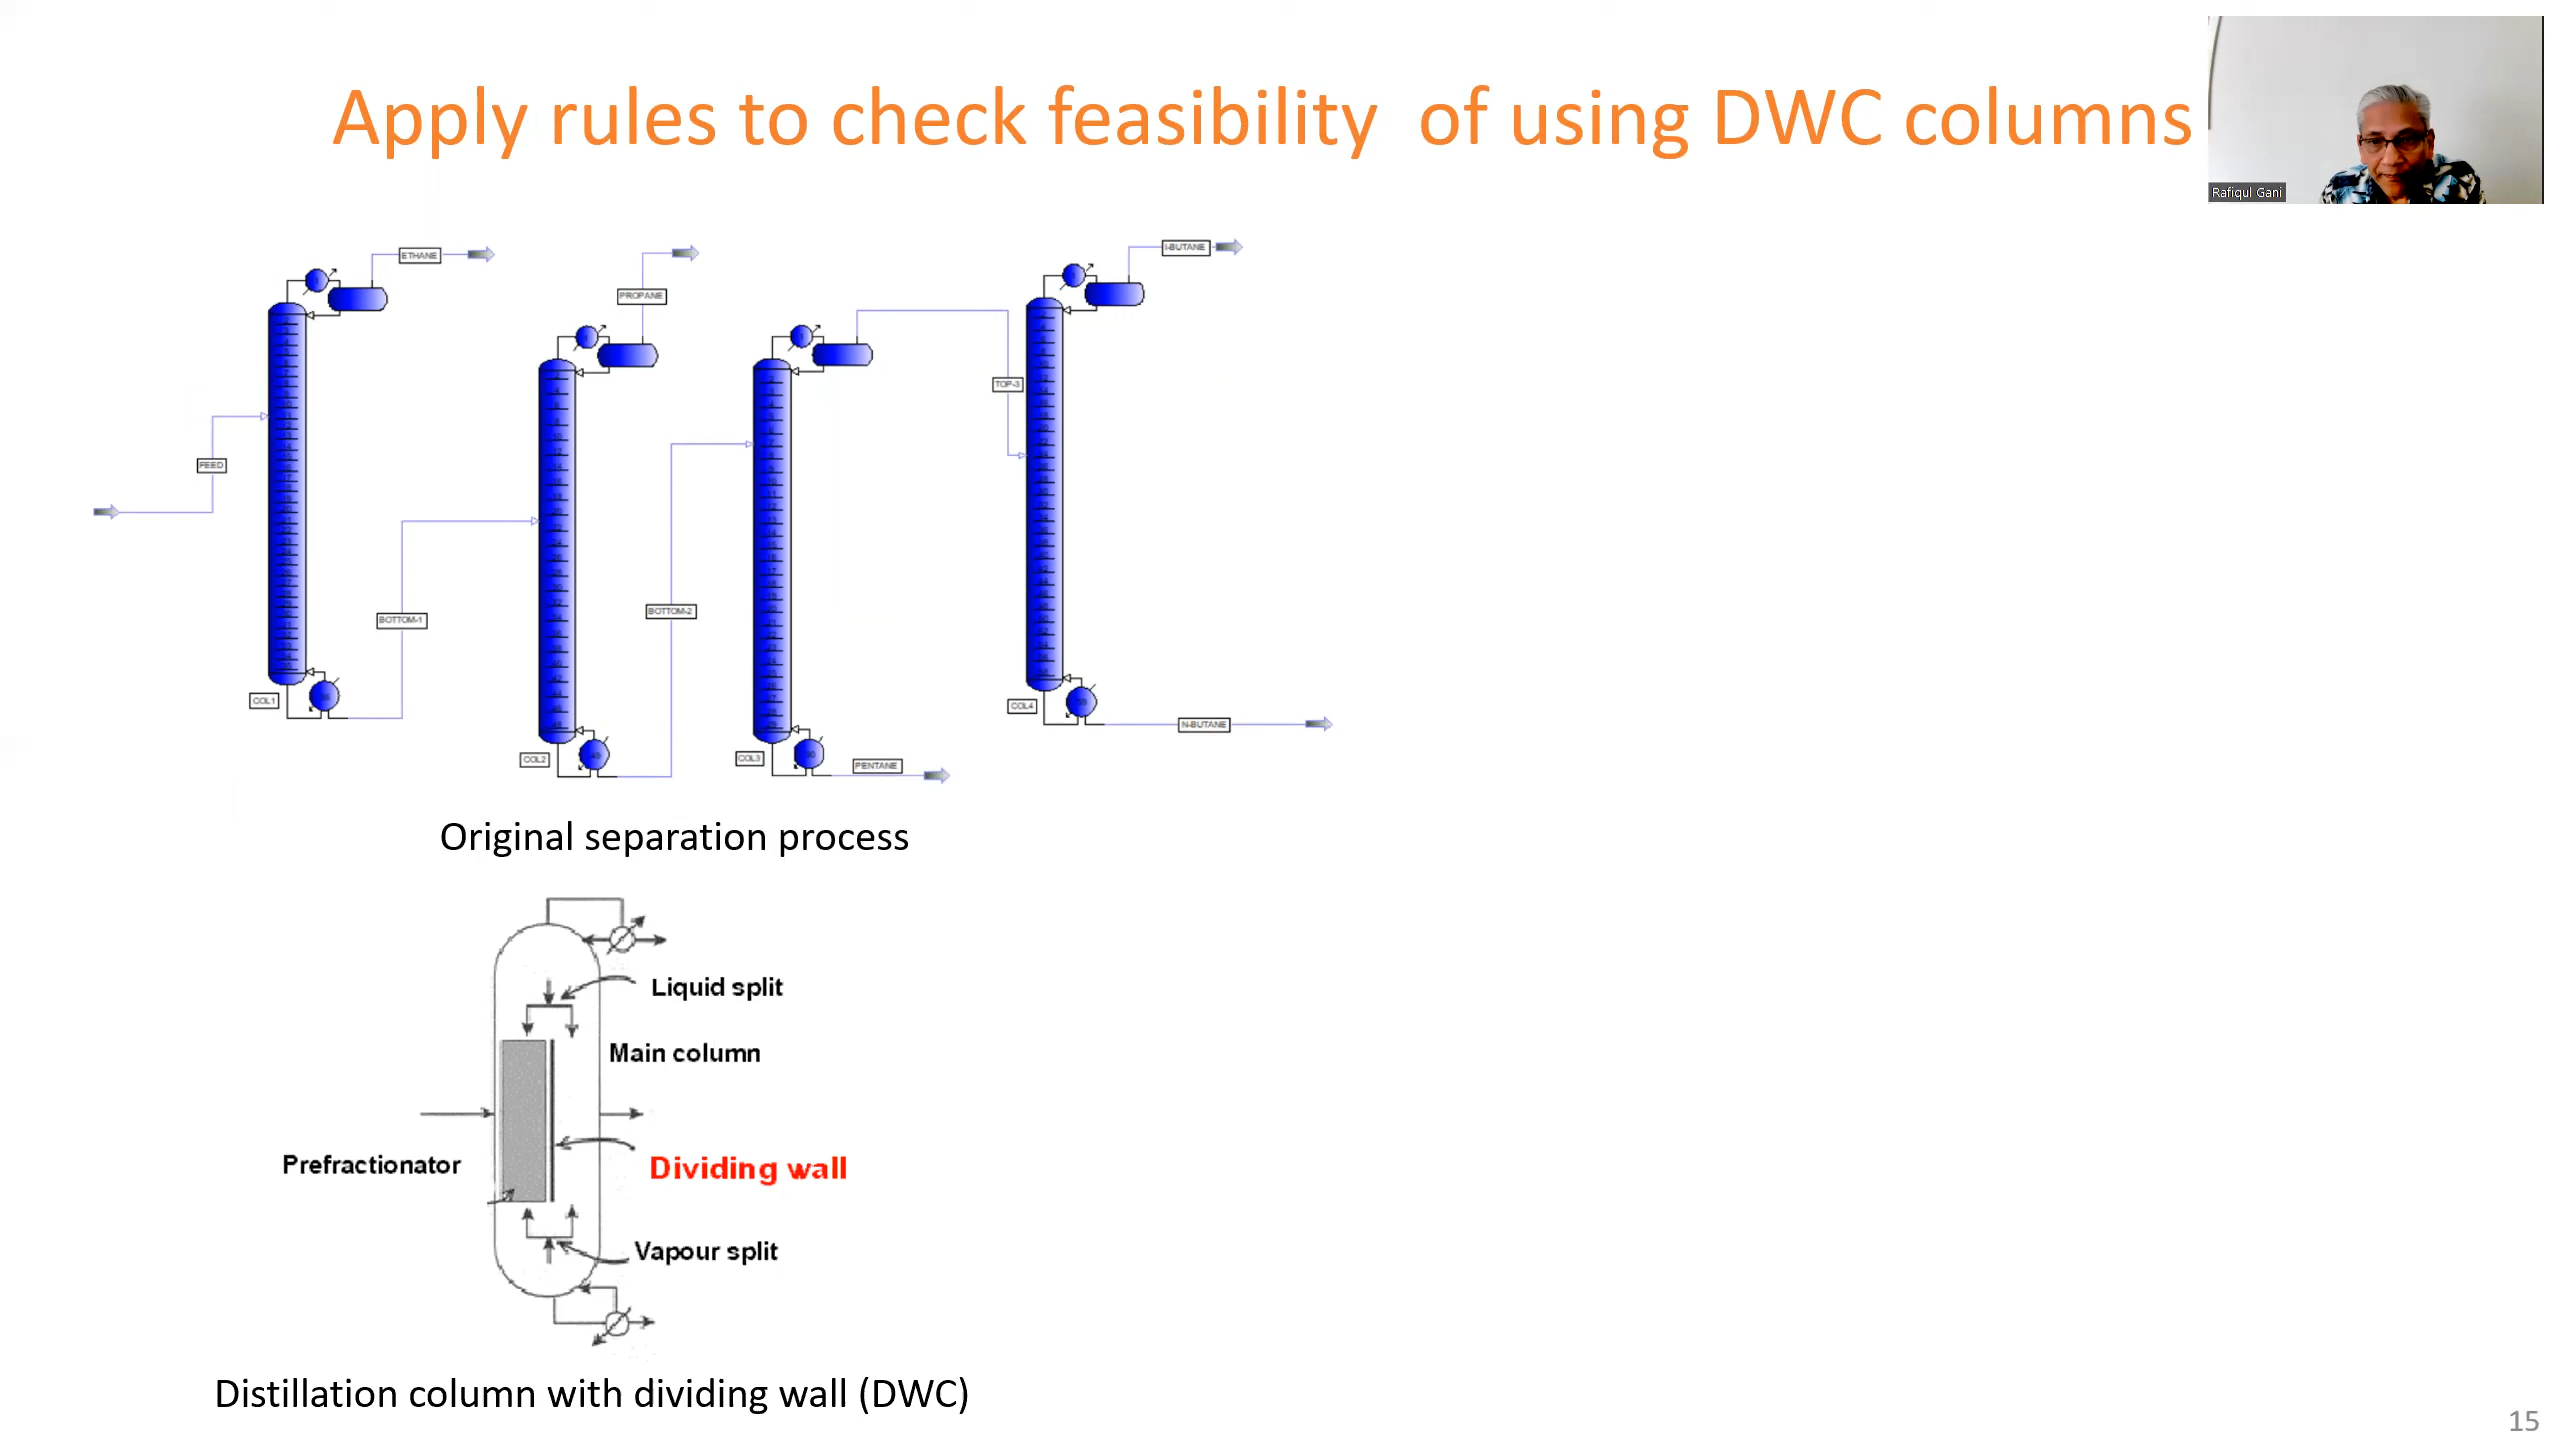 Apply rules to check feasibility of using DWC columns
Rafiqul Gani
ETHANE
PROPANE
I-BUTANE
TOP-3
FEED
BOTTOM-1
BOTTOM-2
COL1
COL2
COL3
COL4
PENTANE
N-BUTANE
Original separation process
Liquid split
Main column
Prefractionator
Dividing wall
Vapour split
Distillation column with dividing wall (DWC)
15